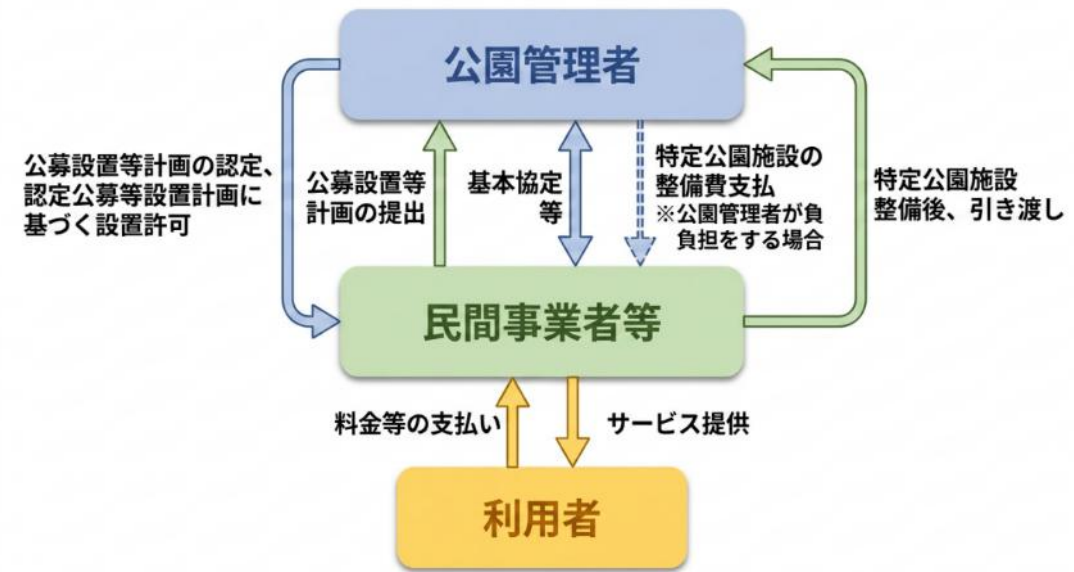 公園管理者
公募設置等計画の認定、
認定公募等設置計画に
基づく設置許可
公募設置等
計画の提出
基本協定
等
特定公園施設の
整備費支払
※公園管理者が負
負担をする場合
特定公園施設
整備後、引き渡し
民間事業者等
料金等の支払い
サービス提供
利用者